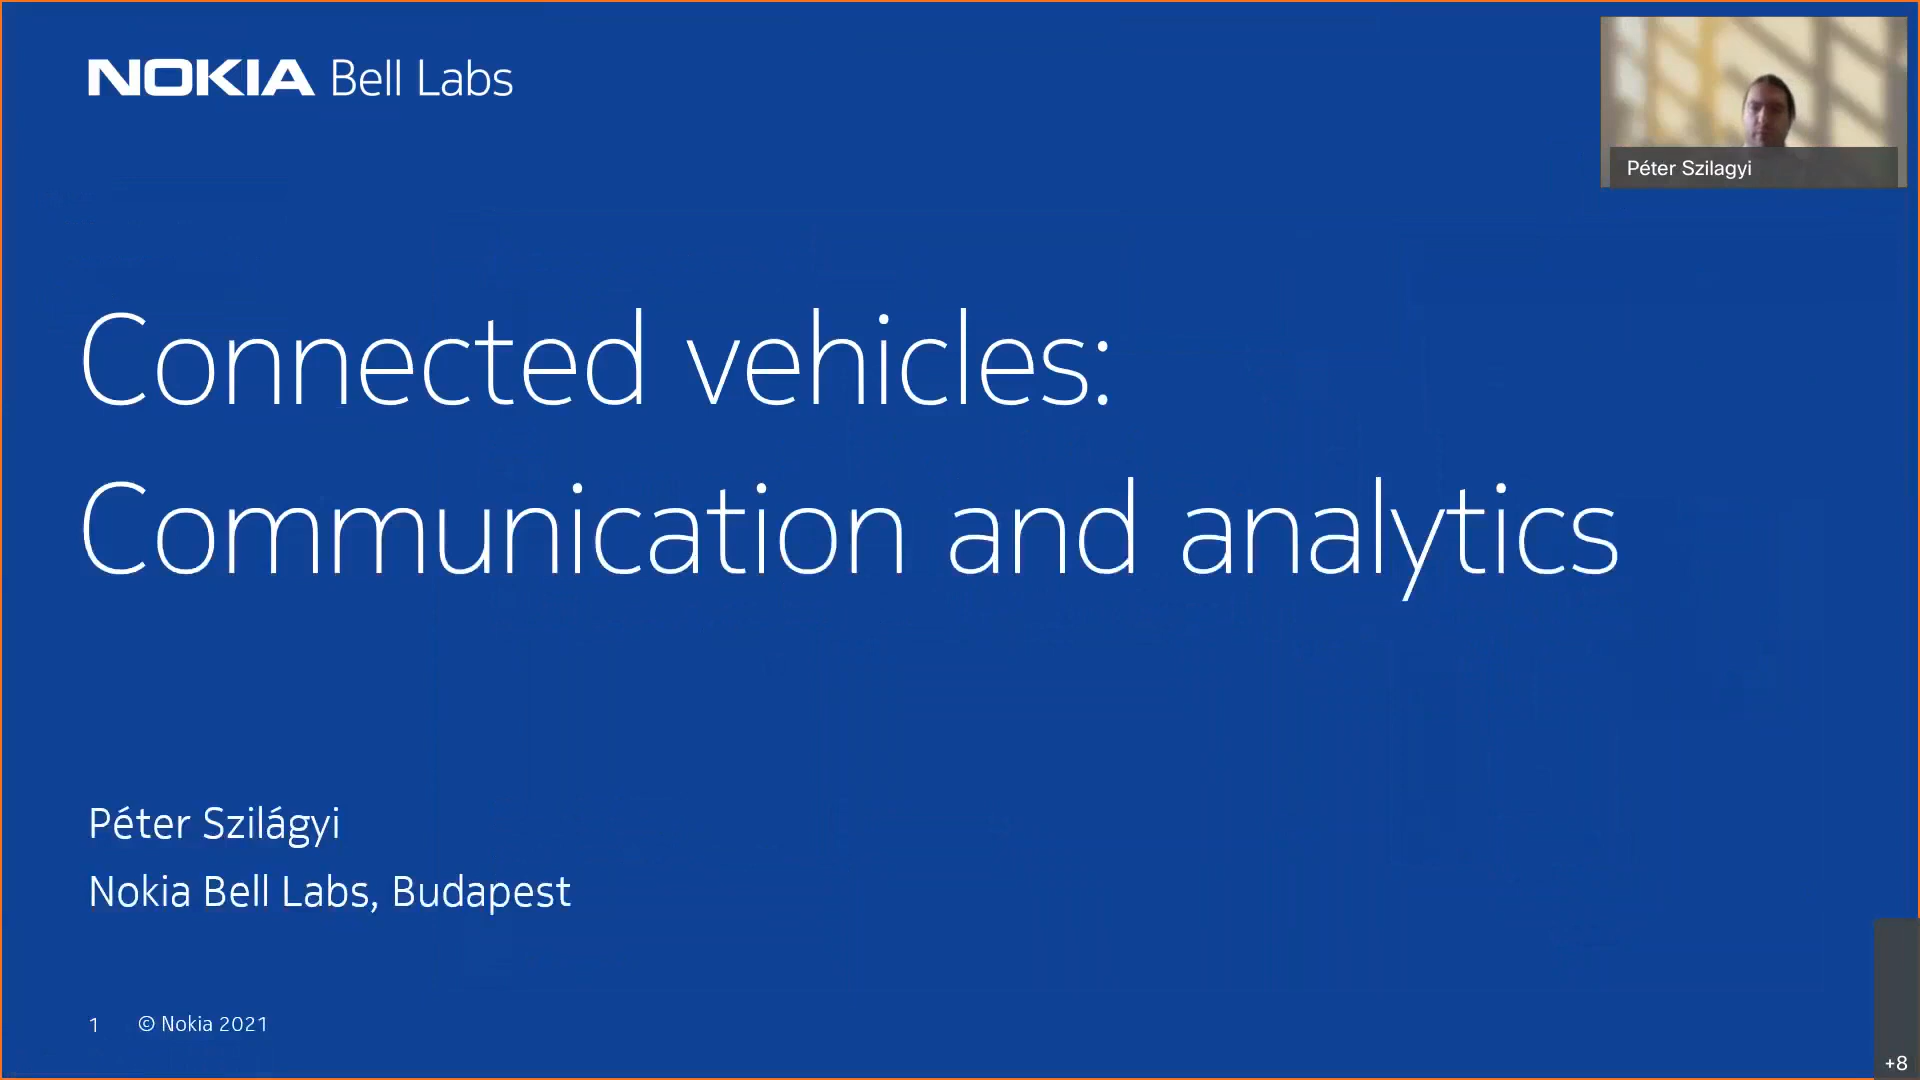 NOKIA Bell Labs
Péter Szilagyi
Connected vehicles:
Communication and analytics
Péter Szilágyi
Nokia Bell Labs, Budapest
1 © Nokia 2021
+8